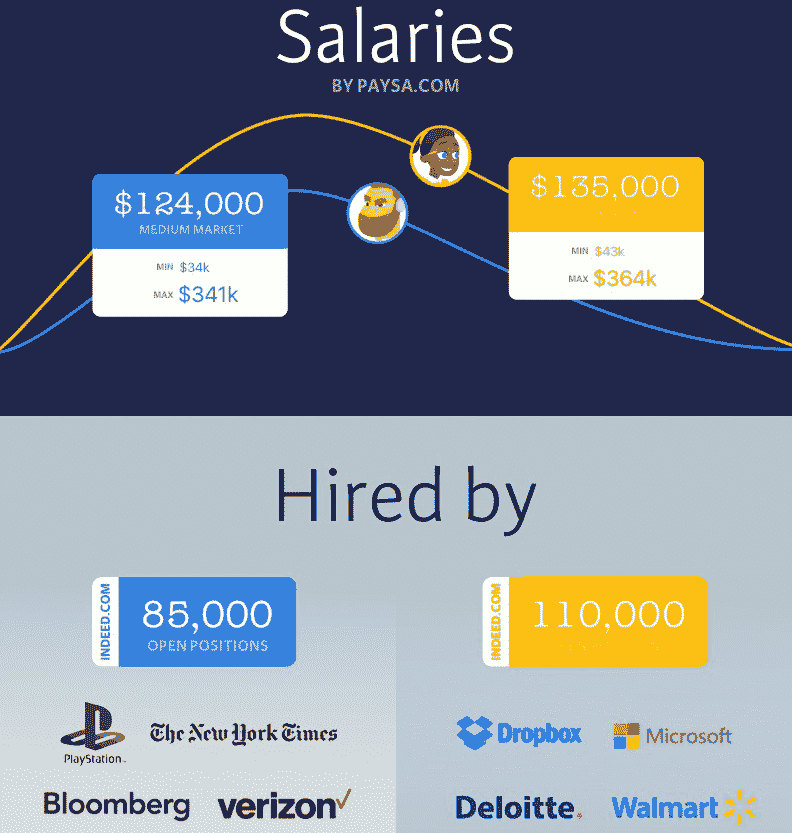 Salaries
BY PAYSA.COM
$124,000
MEDIUM MARKET
MIN $34k
MAX $341k
$135,000
MIN $43k
MAX $364k
Hired by
INDEED.COM
85,000
OPEN POSITIONS
INDEED.COM
110,000
PlayStation
The New York Times
Bloomberg
verizon
Dropbox
Microsoft
Deloitte.
Walmart